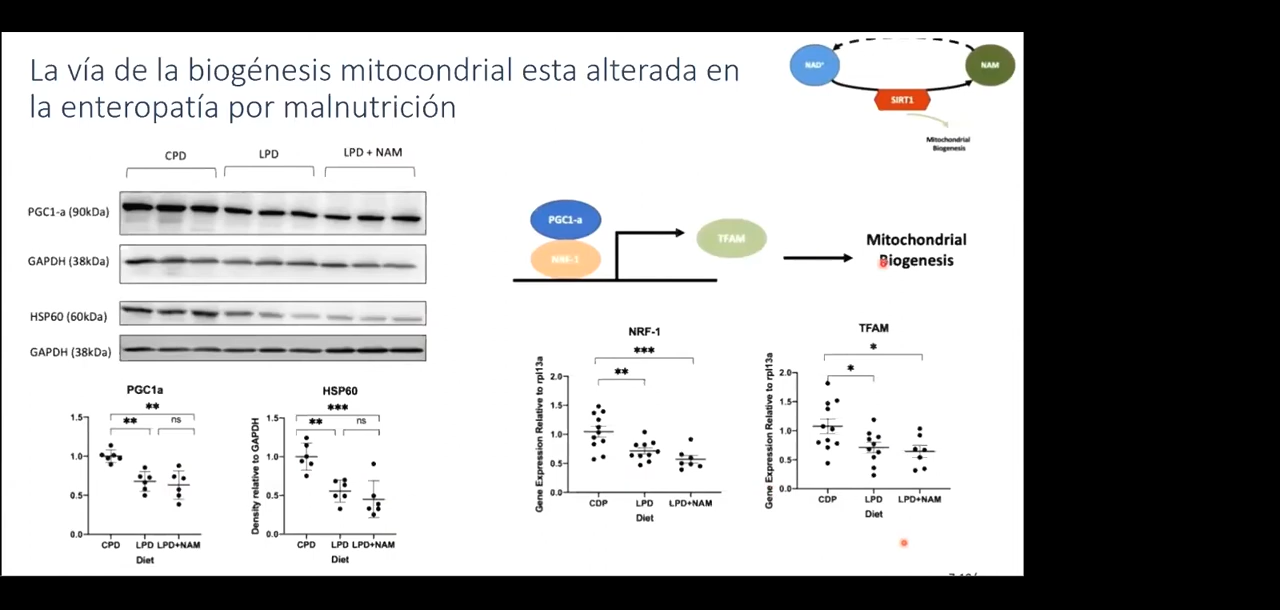 La vía de la biogénesis mitocondrial esta alterada en
la enteropatía por malnutrición
NAD⁺
NAM
SIRT1
Mitochondrial
Biogenesis
CPD
LPD
LPD + NAM
PGC1-a (90kDa)
GAPDH (38kDa)
HSP60 (60kDa)
GAPDH (38kDa)
PGC1-a
NRF-1
TFAM
Mitochondrial
Biogenesis
PGC1a
**
**
ns
1.5
1.0
0.5
0.0
CPD
LPD
LPD+NAM
Diet
HSP60
***
**
ns
Density relative to GAPDH
1.5
1.0
0.5
0.0
CPD
LPD
LPD+NAM
Diet
NRF-1
***
**
Gene Expression Relative to rpl13a
2.0
1.5
1.0
0.5
0.0
CDP
LPD
LPD+NAM
Diet
TFAM
*
*
Gene Expression Relative to rpl13a
2.0
1.5
1.0
0.5
0.0
CDP
LPD
LPD+NAM
Diet